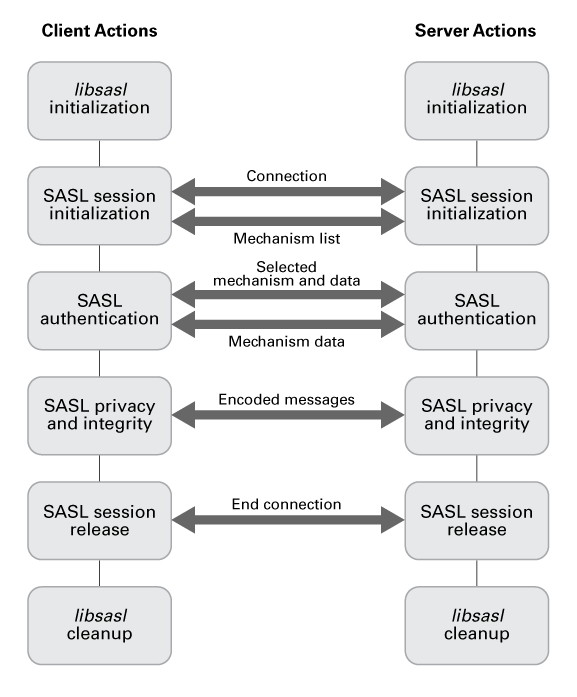 Client Actions
Server Actions
libsasl
initialization
libsasl
initialization
SASL session
initialization
Connection
Mechanism list
SASL session
initialization
SASL
authentication
Selected
mechanism and data
Mechanism data
SASL
authentication
SASL privacy
and integrity
Encoded messages
SASL privacy
and integrity
SASL session
release
End connection
SASL session
release
libsasl
cleanup
libsasl
cleanup